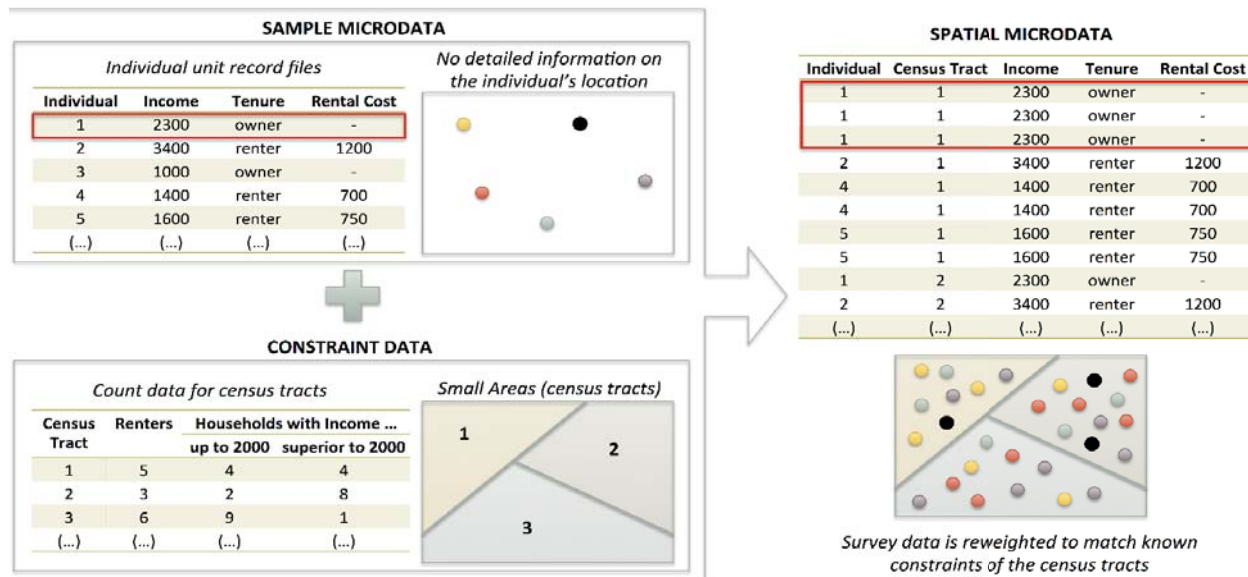 SAMPLE MICRODATA
Individual unit record files
Individual Income Tenure Rental Cost
1 2300 owner -
2 3400 renter 1200
3 1000 owner -
4 1400 renter 700
5 1600 renter 750
(...) (...) (...) (...)
No detailed information on
the individual's location
CONSTRAINT DATA
Count data for census tracts
Census Renters Households with Income ...
Tract up to 2000 superior to 2000
1 5 4 4
2 3 2 8
3 6 9 1
(...) (...) (...) (...)
Small Areas (census tracts)
1
2
3
SPATIAL MICRODATA
Individual Census Tract Income Tenure Rental Cost
1 1 2300 owner -
1 1 2300 owner -
1 1 2300 owner -
2 1 3400 renter 1200
4 1 1400 renter 700
4 1 1400 renter 700
5 1 1600 renter 750
5 1 1600 renter 750
1 2 2300 owner -
2 2 3400 renter 1200
(...) (...) (...) (...) (...)
Survey data is reweighted to match known
constraints of the census tracts